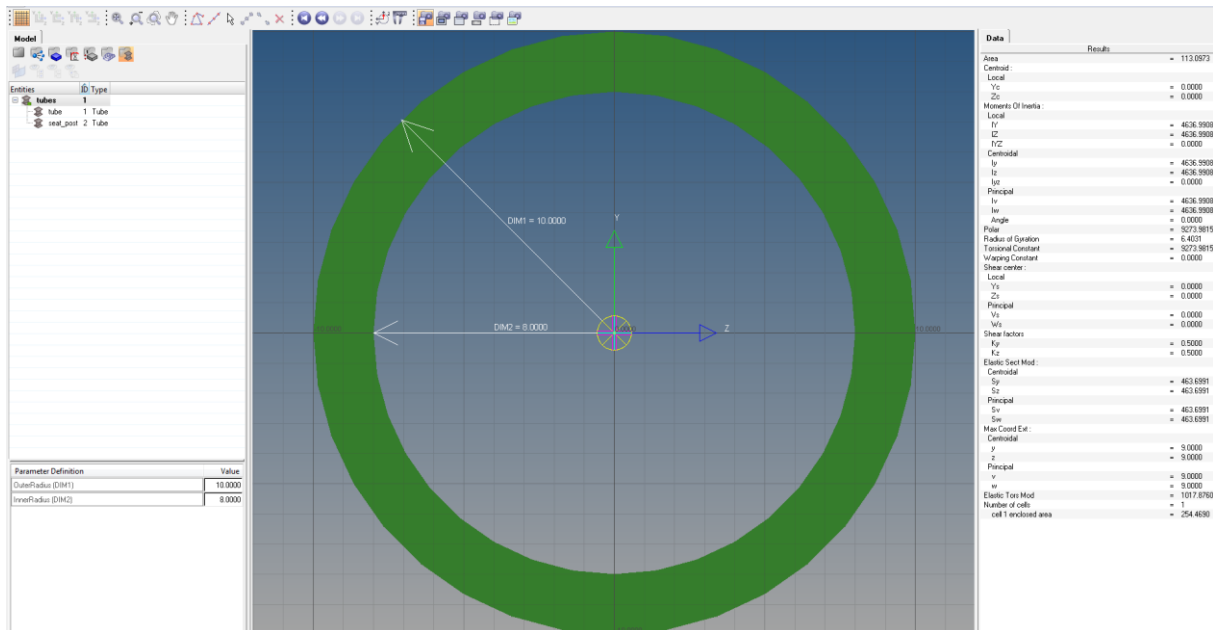 Model
Entities ID Type
tubes 1
tube 1 Tube
seat_post 2 Tube
Parameter Definition Value
OuterRadius (DIM1) 10.0000
InnerRadius (DIM2) 8.0000
DIM1 = 10.0000
Y
DIM2 = 8.0000
Z
10.0000
Data
Results
Area = 113.0973
Centroid :
Local
Yc = 0.0000
Zc = 0.0000
Moments Of Inertia :
Local
IY = 4636.9908
IZ = 4636.9908
IYZ = 0.0000
Centroidal
Iy = 4636.9908
Iz = 4636.9908
Iyz = 0.0000
Principal
Iv = 4636.9908
Iw = 4636.9908
Angle = 0.0000
Polar = 9273.9815
Radius of Gyration = 6.4031
Torsional Constant = 9273.9815
Warping Constant = 0.0000
Shear center :
Local
Ys = 0.0000
Zs = 0.0000
Principal
Vs = 0.0000
Ws = 0.0000
Shear factors
Ky = 0.5000
Kz = 0.5000
Elastic Sect Mod :
Centroidal
Sy = 463.6991
Sz = 463.6991
Principal
Sv = 463.6991
Sw = 463.6991
Max Coord Ext :
Centroidal
y = 9.0000
z = 9.0000
Principal
v = 9.0000
w = 9.0000
Elastic Tors Mod = 1017.8760
Number of cells = 1
cell 1 enclosed area = 254.4690